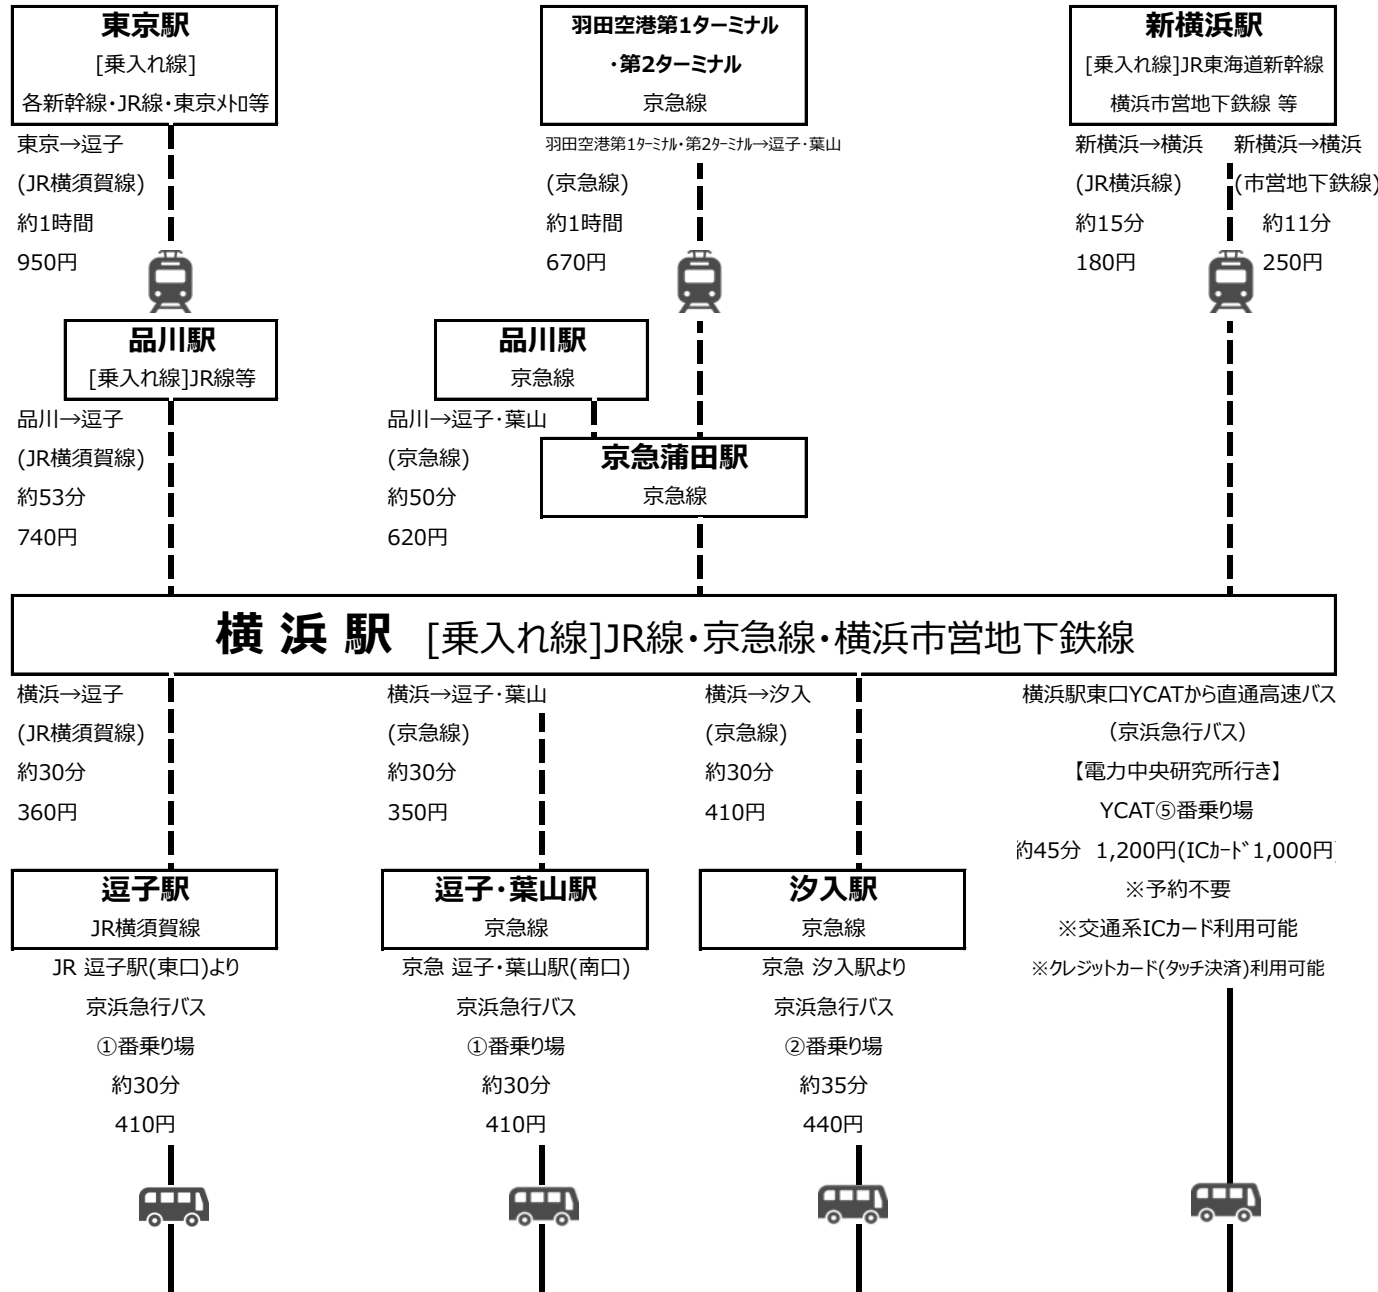 東京駅
[乗入れ線]
各新幹線・JR線・東京ﾒﾄﾛ等
羽田空港第1ターミナル
・第2ターミナル
京急線
新横浜駅
[乗入れ線]JR東海道新幹線
横浜市営地下鉄線 等
東京→逗子
(JR横須賀線)
約1時間
950円
羽田空港第1ﾀｰﾐﾅﾙ・第2ﾀｰﾐﾅﾙ→逗子・葉山
(京急線)
約1時間
670円
新横浜→横浜
(JR横浜線)
約15分
180円
新横浜→横浜
(市営地下鉄線)
約11分
250円
品川駅
[乗入れ線]JR線等
品川→逗子
(JR横須賀線)
約53分
740円
品川駅
京急線
品川→逗子・葉山
(京急線)
約50分
620円
京急蒲田駅
京急線
横 浜 駅 [乗入れ線]JR線・京急線・横浜市営地下鉄線
横浜→逗子
(JR横須賀線)
約30分
360円
横浜→逗子・葉山
(京急線)
約30分
350円
横浜→汐入
(京急線)
約30分
410円
横浜駅東口YCATから直通高速バス
（京浜急行バス）
【電力中央研究所行き】
YCAT⑤番乗り場
約45分 1,200円(ICｶｰﾄﾞ1,000円)
※予約不要
※交通系ICカード利用可能
※クレジットカード(タッチ決済)利用可能
逗子駅
JR横須賀線
JR 逗子駅(東口)より
京浜急行バス
①番乗り場
約30分
410円
逗子・葉山駅
京急線
京急 逗子・葉山駅(南口)
京浜急行バス
①番乗り場
約30分
410円
汐入駅
京急線
京急 汐入駅より
京浜急行バス
②番乗り場
約35分
440円